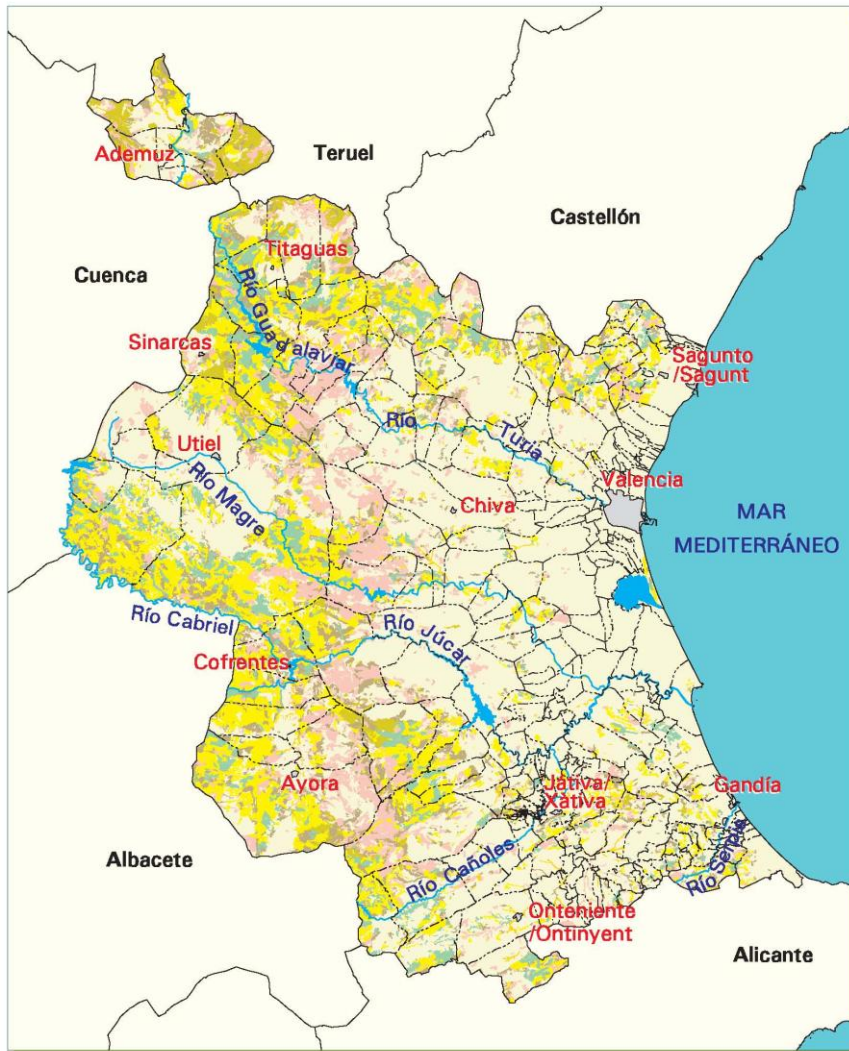 Ademuz
Teruel
Castellón
Titaguas
Cuenca
Río Guadalaviar
Sinarcas
Sagunto
/Sagunt
Río
Turia
Utiel
Valencia
Río Magre
Chiva
MAR
MEDITERRÁNEO
Río Cabriel
Río Júcar
Cofrentes
Ayora
Játiva/
Xàtiva
Gandía
Albacete
Río Cañoles
Río Serpis
Onteniente
/Ontinyent
Alicante